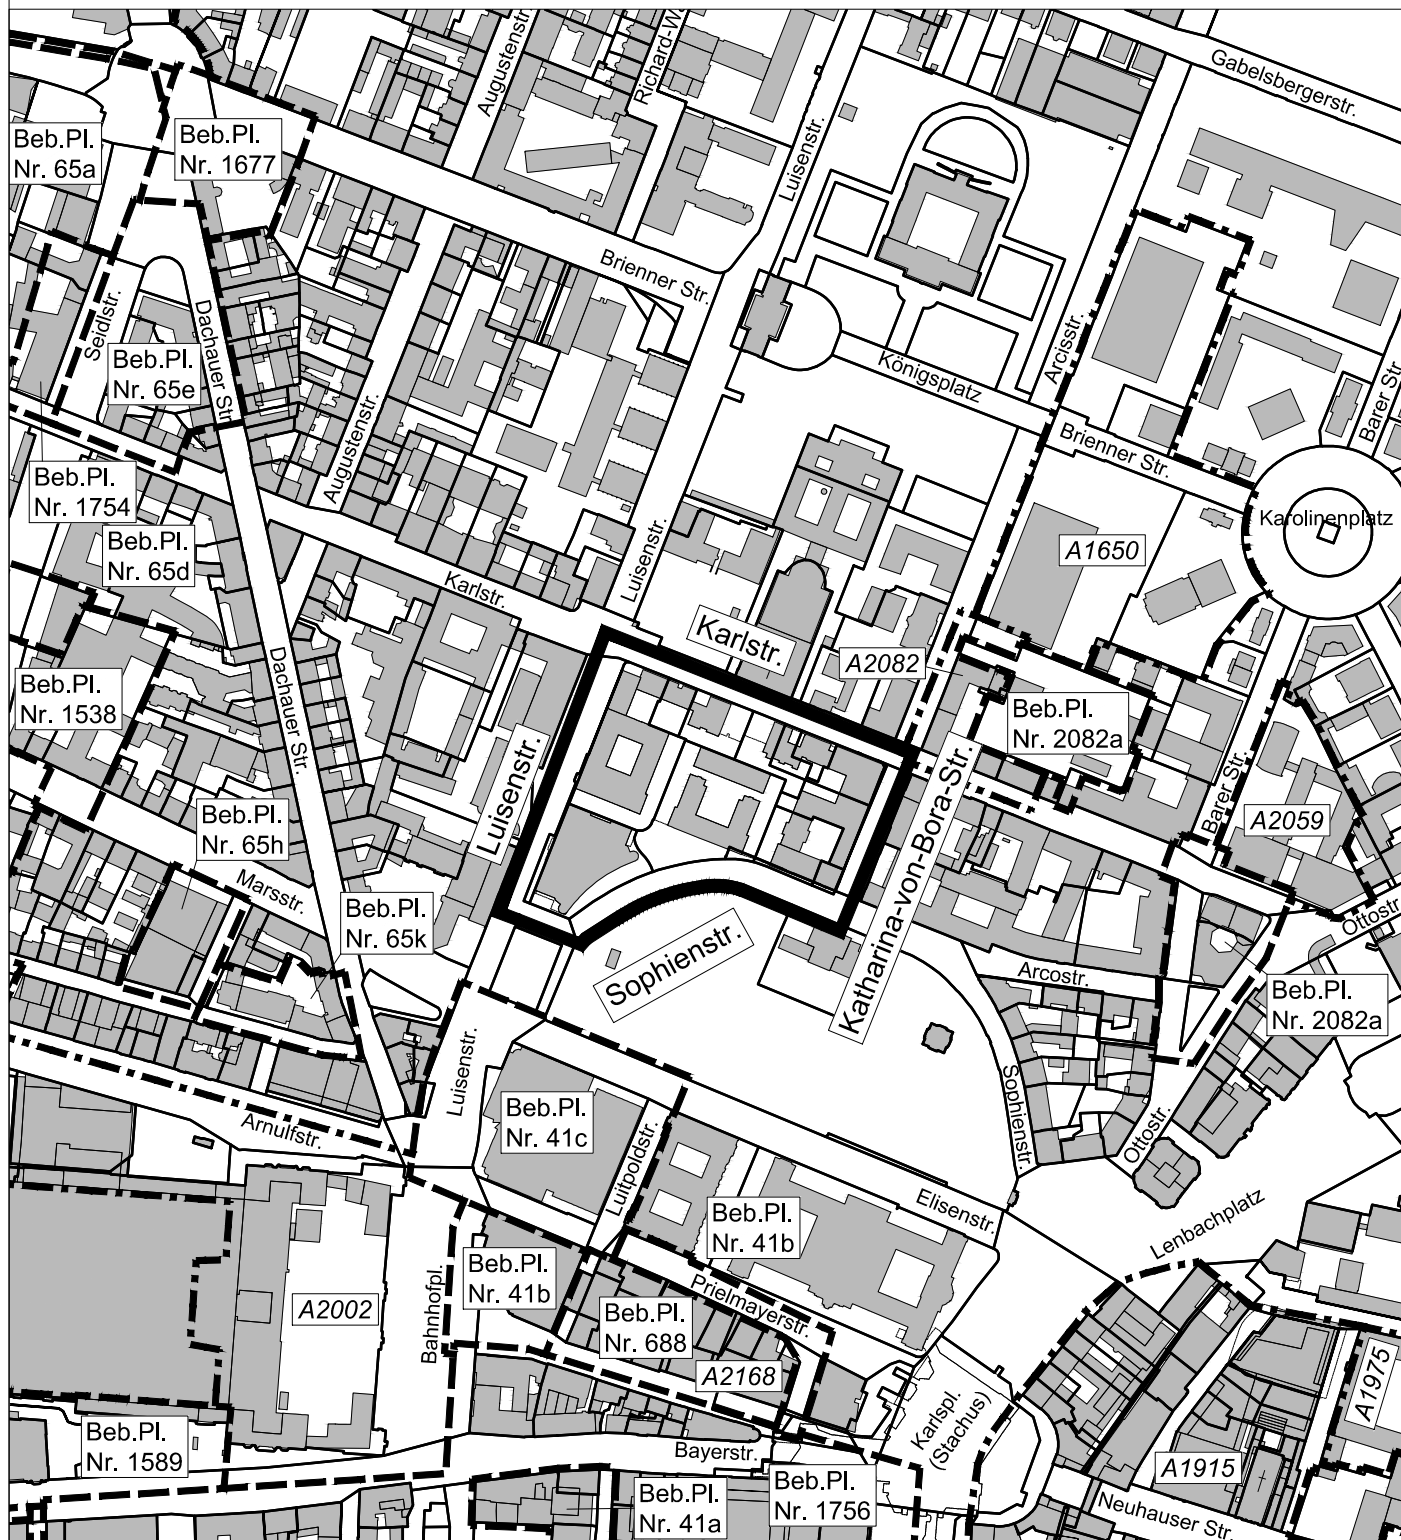 Gabelsbergerstr.
Augustenstr.
Richard-Wa
Luisenstr.
Beb.Pl.
Nr. 65a
Beb.Pl.
Nr. 1677
Brienner Str.
Seidlstr.
Dachauer Str.
Beb.Pl.
Nr. 65e
Königsplatz
Arcisstr.
Barer Str.
Augustenstr.
Brienner Str.
Beb.Pl.
Nr. 1754
Karolinenplatz
Beb.Pl.
Nr. 65d
A1650
Luisenstr.
Karlstr.
Karlstr.
A2082
Beb.Pl.
Nr. 1538
Dachauer Str.
Beb.Pl.
Nr. 2082a
Luisenstr.
Katharina-von-Bora-Str.
Barer Str.
A2059
Beb.Pl.
Nr. 65h
Marsstr.
Beb.Pl.
Nr. 65k
Ottostr.
Sophienstr.
Arcostr.
Beb.Pl.
Nr. 2082a
Luisenstr.
Sophienstr.
Ottostr.
Arnulfstr.
Beb.Pl.
Nr. 41c
Luitpoldstr.
Elisenstr.
Beb.Pl.
Nr. 41b
Lenbachplatz
Beb.Pl.
Nr. 41b
Bahnhofpl.
A2002
Prielmayerstr.
Beb.Pl.
Nr. 688
A2168
A1975
Karlspl.
(Stachus)
Beb.Pl.
Nr. 1589
Bayerstr.
A1915
Beb.Pl.
Nr. 41a
Beb.Pl.
Nr. 1756
Neuhauser Str.